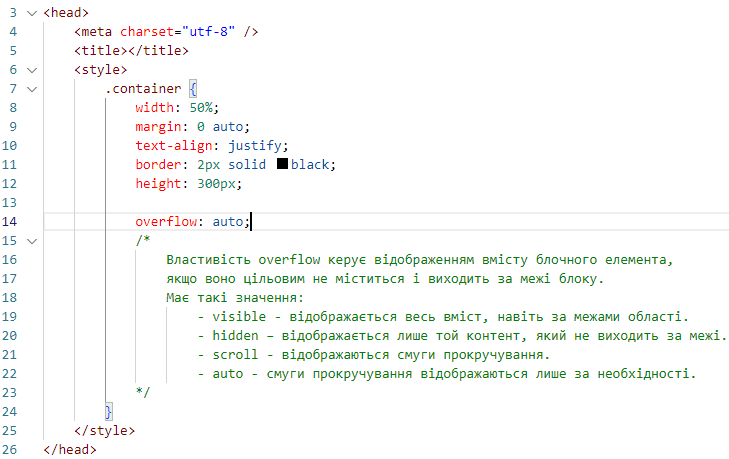 3 <head>
4 <meta charset="utf-8" />
5 <title></title>
6 <style>
7 .container {
8 width: 50%;
9 margin: 0 auto;
10 text-align: justify;
11 border: 2px solid black;
12 height: 300px;
13
14 overflow: auto;
15 /*
16 Властивість overflow керує відображенням вмісту блочного елемента,
17 якщо воно цільовим не міститься і виходить за межі блоку.
18 Має такі значення:
19 - visible - відображається весь вміст, навіть за межами області.
20 - hidden – відображається лише той контент, який не виходить за межі.
21 - scroll - відображаються смуги прокручування.
22 - auto - смуги прокручування відображаються лише за необхідності.
23 */
24 }
25 </style>
26 </head>